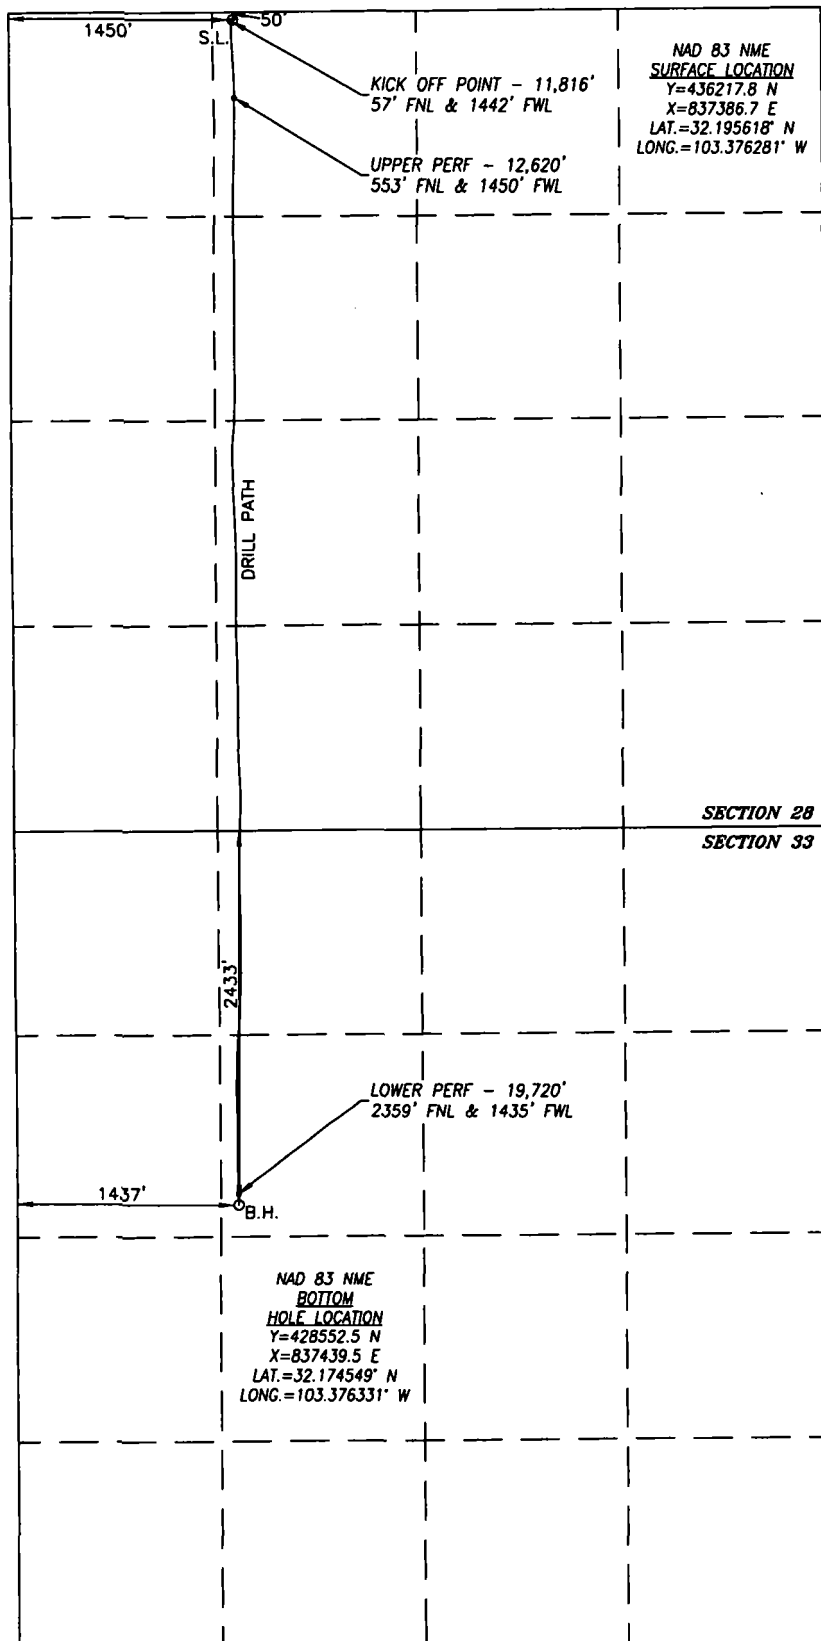 1450'
50'
S.L.
KICK OFF POINT - 11,816'
57' FNL & 1442' FWL
UPPER PERF - 12,620'
553' FNL & 1450' FWL
NAD 83 NME
SURFACE LOCATION
Y=436217.8 N
X=837386.7 E
LAT.=32.195618° N
LONG.=103.376281° W
DRILL PATH
SECTION 28
SECTION 33
2433'
LOWER PERF - 19,720'
2359' FNL & 1435' FWL
1437'
B.H.
NAD 83 NME
BOTTOM
HOLE LOCATION
Y=428552.5 N
X=837439.5 E
LAT.=32.174549° N
LONG.=103.376331° W